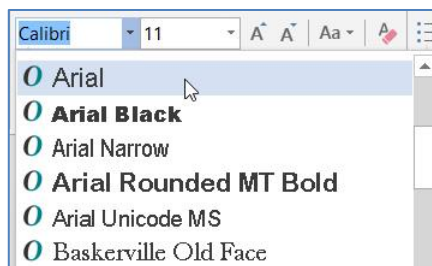 Calibri 11 A A Aa
O Arial
O Arial Black
O Arial Narrow
O Arial Rounded MT Bold
O Arial Unicode MS
O Baskerville Old Face